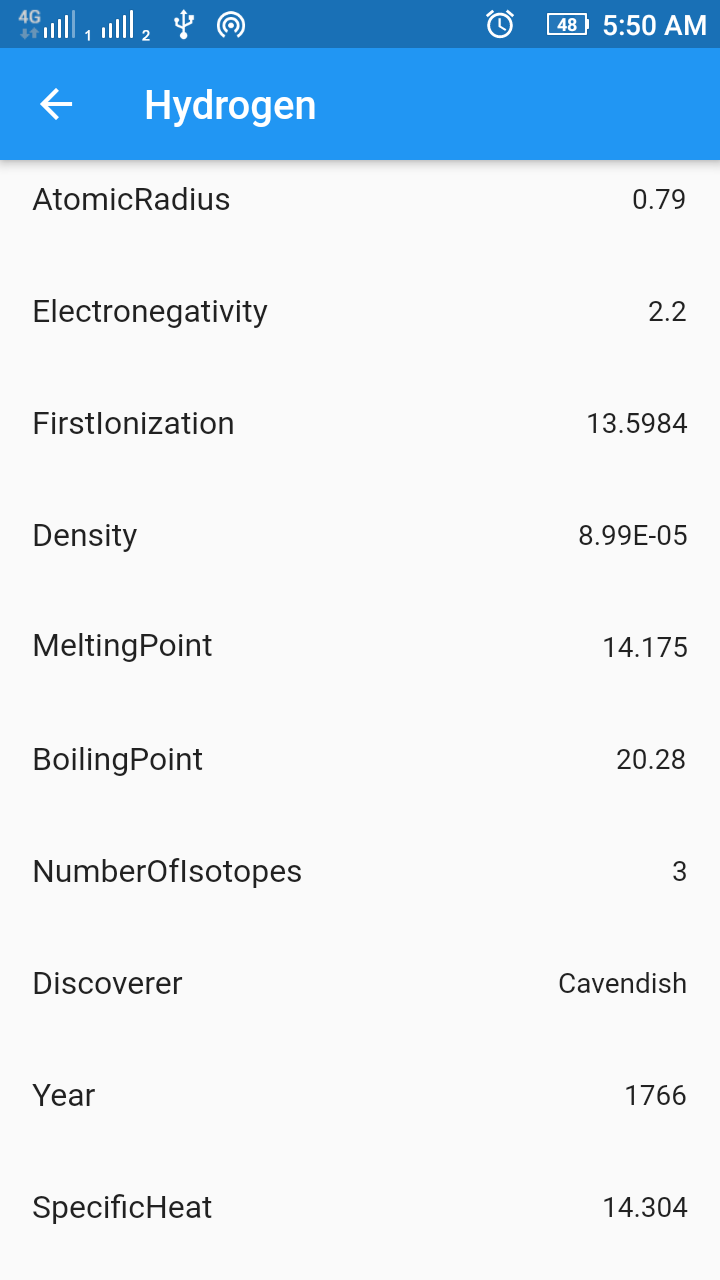 4G 1 2 48 5:50 AM
Hydrogen
AtomicRadius 0.79
Electronegativity 2.2
FirstIonization 13.5984
Density 8.99E-05
MeltingPoint 14.175
BoilingPoint 20.28
NumberOfIsotopes 3
Discoverer Cavendish
Year 1766
SpecificHeat 14.304